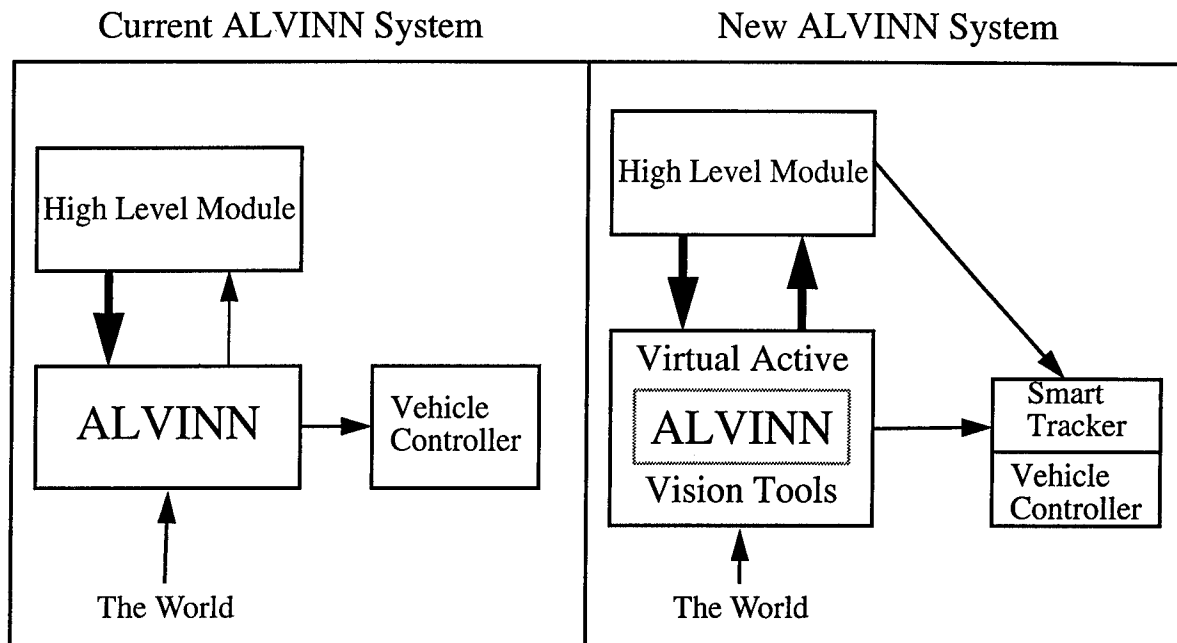 Current ALVINN System
High Level Module
ALVINN
Vehicle
Controller
The World
New ALVINN System
High Level Module
Virtual Active
ALVINN
Vision Tools
Smart
Tracker
Vehicle
Controller
The World